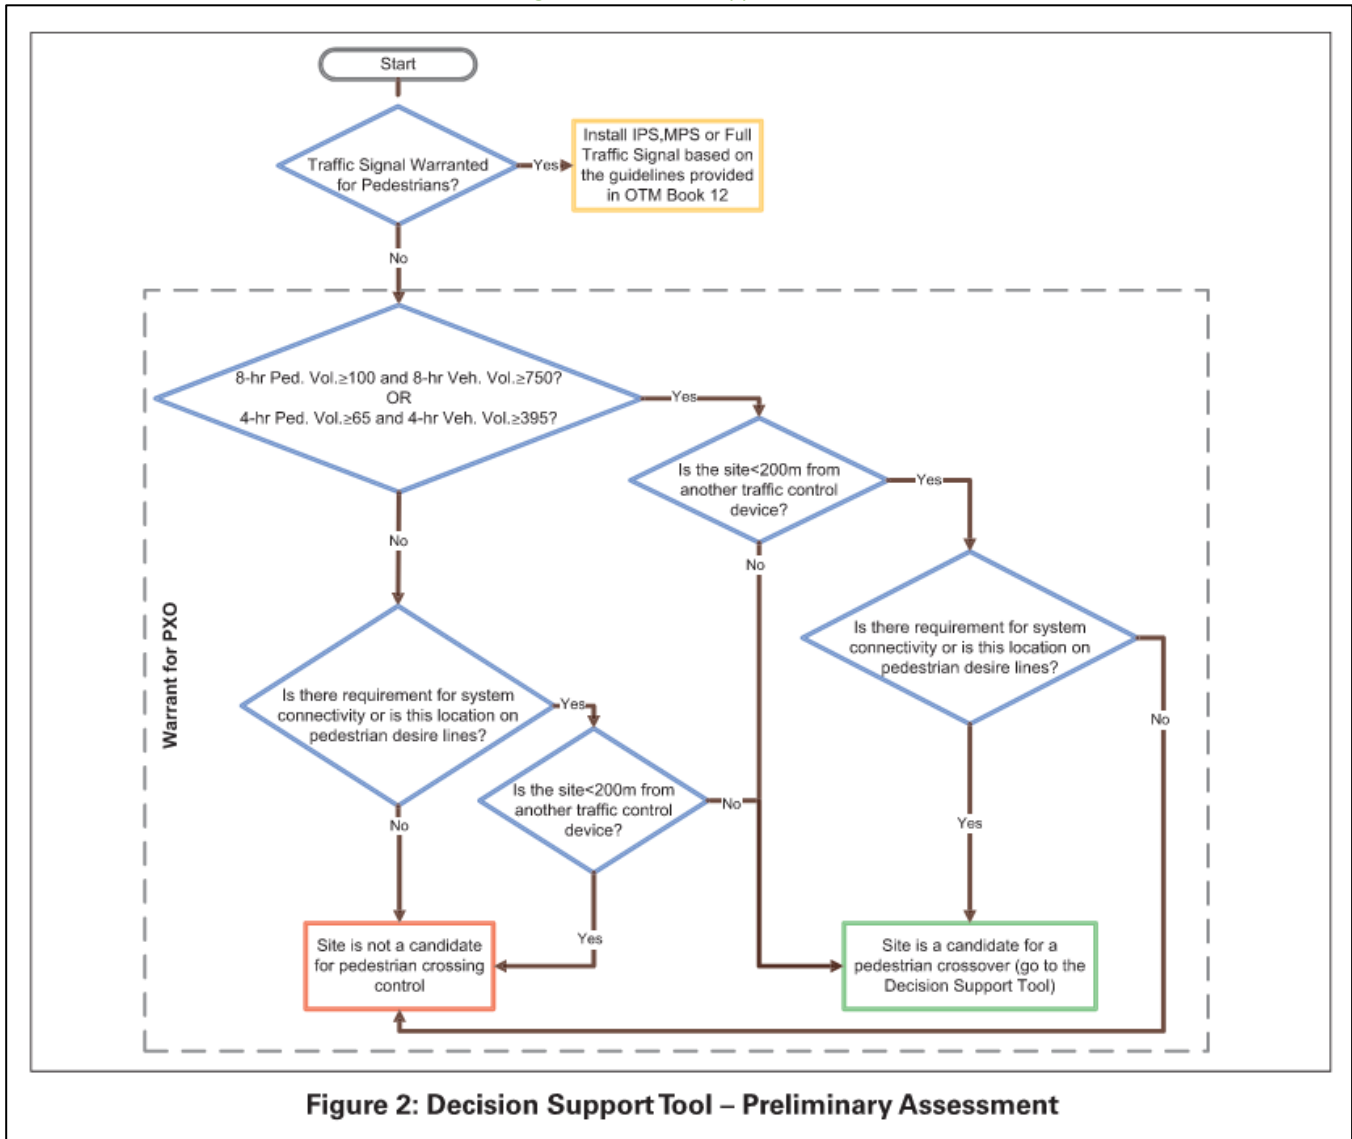 Start
Traffic Signal Warranted
for Pedestrians?
Yes
Install IPS,MPS or Full
Traffic Signal based on
the guidelines provided
in OTM Book 12
No
8-hr Ped. Vol.≥100 and 8-hr Veh. Vol.≥750?
OR
4-hr Ped. Vol.≥65 and 4-hr Veh. Vol.≥395?
Yes
Is the site<200m from
another traffic control
device?
Yes
No
No
Is there requirement for system
connectivity or is this location on
pedestrian desire lines?
No
Yes
Warrant for PXO
Is there requirement for system
connectivity or is this location on
pedestrian desire lines?
Yes
Is the site<200m from
another traffic control
device?
No
No
Yes
Site is not a candidate
for pedestrian crossing
control
Site is a candidate for a
pedestrian crossover (go to the
Decision Support Tool)
Figure 2: Decision Support Tool – Preliminary Assessment